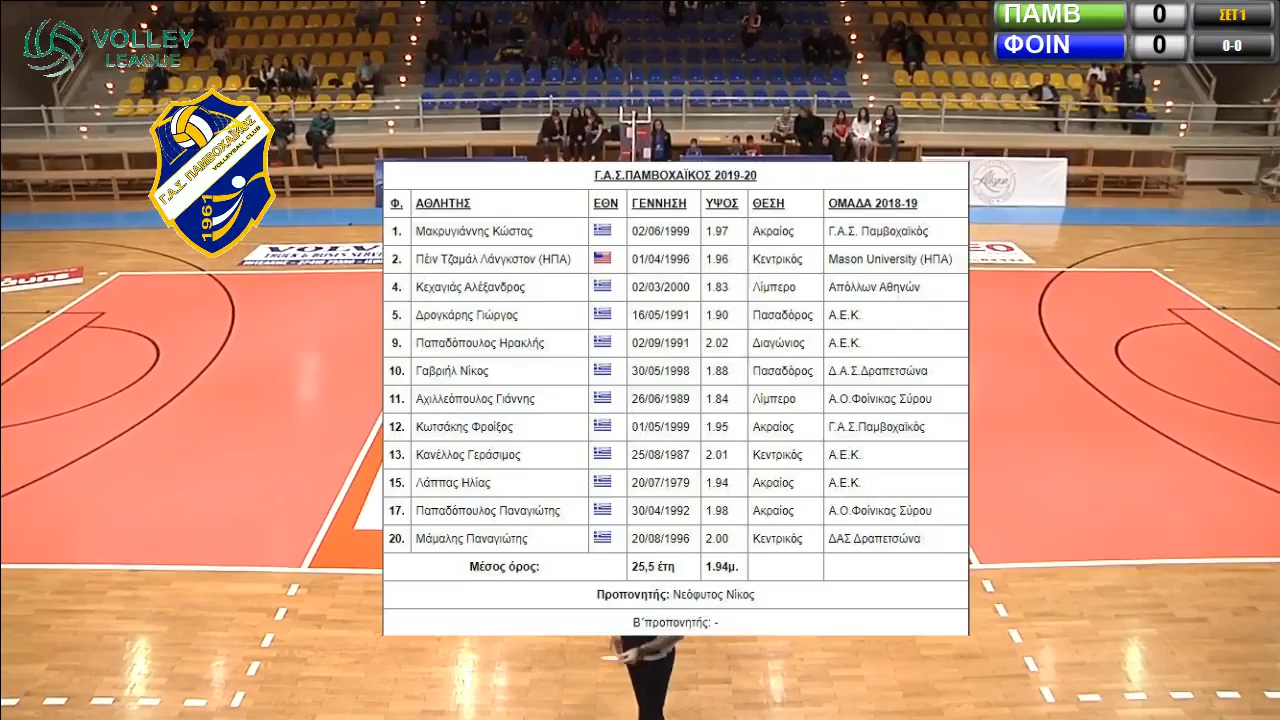 VOLLEY
LEAGUE
ΠΑΜΒ 0 ΣΕΤ 1
ΦΟΙΝ 0 0-0
Γ.Α.Σ. ΠΑΜΒΟΧΑΪΚΟΣ
VOLLEYBALL CLUB
1961
Γ.Α.Σ.ΠΑΜΒΟΧΑΪΚΟΣ 2019-20
Φ. ΑΘΛΗΤΗΣ ΕΘΝ ΓΕΝΝΗΣΗ ΥΨΟΣ ΘΕΣΗ ΟΜΑΔΑ 2018-19
1. Μακρυγιάννης Κώστας 02/06/1999 1.97 Ακραίος Γ.Α.Σ. Παμβοχαϊκός
2. Πέιν Τζαμάλ Λάνγκστον (ΗΠΑ) 01/04/1996 1.96 Κεντρικός Mason University (ΗΠΑ)
4. Κεχαγιάς Αλέξανδρος 02/03/2000 1.83 Λίμπερο Απόλλων Αθηνών
5. Δρογκάρης Γιώργος 16/05/1991 1.90 Πασαδόρος Α.Ε.Κ.
9. Παπαδόπουλος Ηρακλής 02/09/1991 2.02 Διαγώνιος Α.Ε.Κ.
10. Γαβριήλ Νίκος 30/05/1998 1.88 Πασαδόρος Δ.Α.Σ.Δραπετσώνα
11. Αχιλλεόπουλος Γιάννης 26/06/1989 1.84 Λίμπερο Α.Ο.Φοίνικας Σύρου
12. Κωτσάκης Φροίξος 01/05/1999 1.95 Ακραίος Γ.Α.Σ.Παμβοχαϊκός
13. Κανέλλος Γεράσιμος 25/08/1987 2.01 Κεντρικός Α.Ε.Κ.
15. Λάππας Ηλίας 20/07/1979 1.94 Ακραίος Α.Ε.Κ.
17. Παπαδόπουλος Παναγιώτης 30/04/1992 1.98 Ακραίος Α.Ο.Φοίνικας Σύρου
20. Μάμαλης Παναγιώτης 20/08/1996 2.00 Κεντρικός ΔΑΣ Δραπετσώνα
Μέσος όρος: 25,5 έτη 1.94μ.
Προπονητής: Νεόφυτος Νίκος
Β΄προπονητής: -
VOLVO